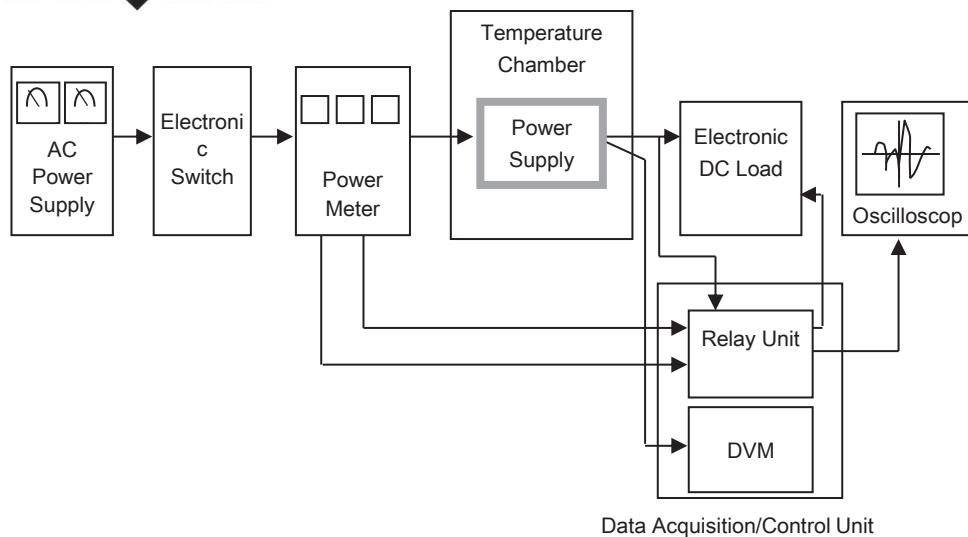 Temperature
Chamber
AC
Power
Supply
Electroni
c
Switch
Power
Meter
Power
Supply
Electronic
DC Load
Oscilloscop
Relay Unit
DVM
Data Acquisition/Control Unit